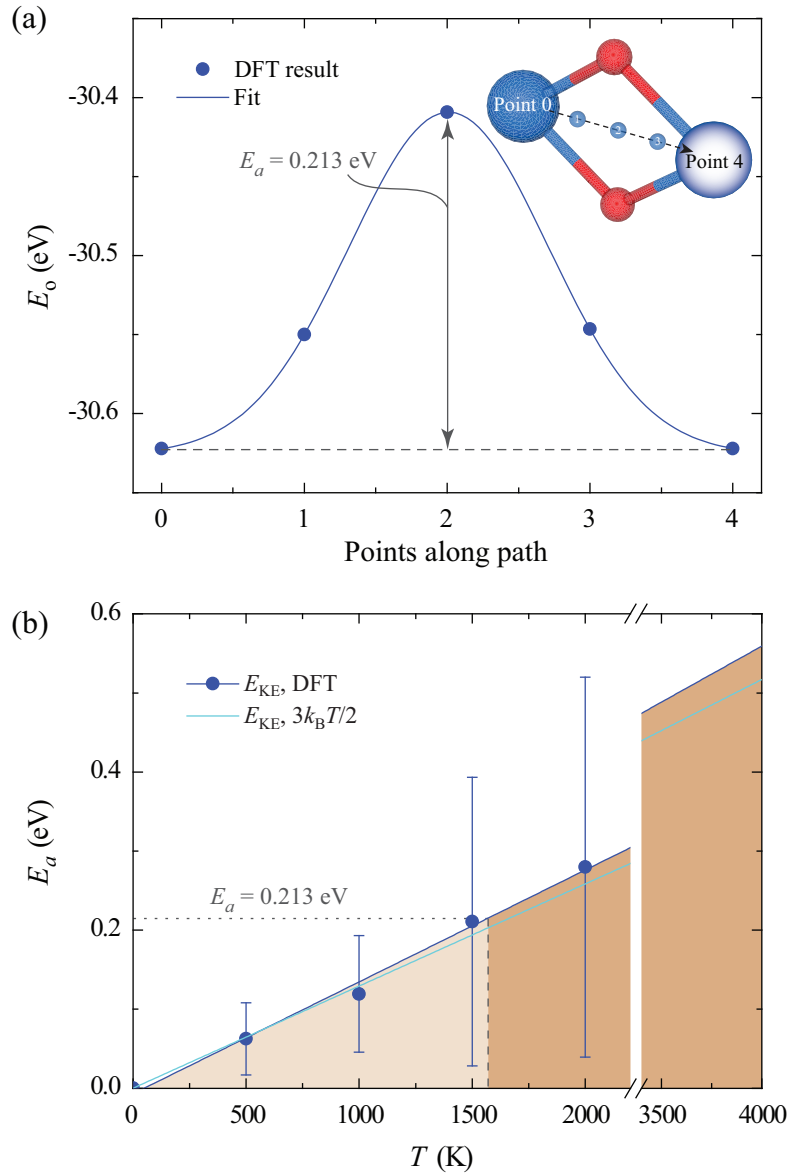 (a)
DFT result
Fit
Point 0
1
2
3
Point 4
E_a = 0.213 eV
-30.4
-30.5
-30.6
E_o (eV)
0 1 2 3 4
Points along path
(b)
E_KE, DFT
E_KE, 3k_BT/2
E_a = 0.213 eV
0.6
0.4
0.2
0.0
E_a (eV)
0 500 1000 1500 2000 3500 4000
T (K)